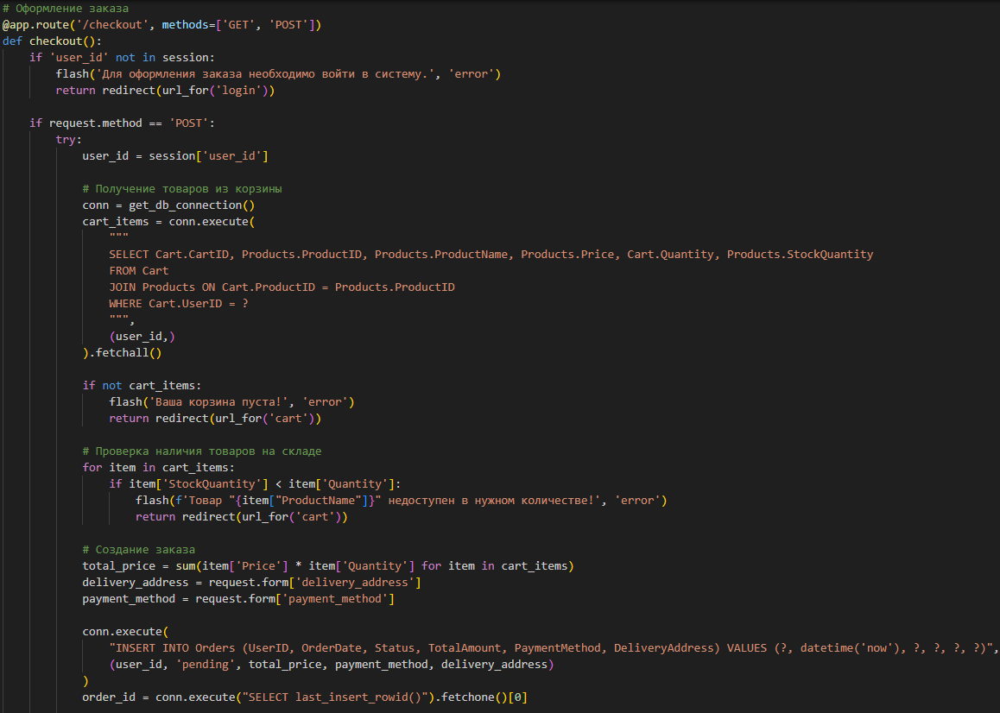 # Оформление заказа
@app.route('/checkout', methods=['GET', 'POST'])
def checkout():
    if 'user_id' not in session:
        flash('Для оформления заказа необходимо войти в систему.', 'error')
        return redirect(url_for('login'))

    if request.method == 'POST':
        try:
            user_id = session['user_id']

            # Получение товаров из корзины
            conn = get_db_connection()
            cart_items = conn.execute(
                """
                SELECT Cart.CartID, Products.ProductID, Products.ProductName, Products.Price, Cart.Quantity, Products.StockQuantity
                FROM Cart
                JOIN Products ON Cart.ProductID = Products.ProductID
                WHERE Cart.UserID = ?
                """,
                (user_id,)
            ).fetchall()

            if not cart_items:
                flash('Ваша корзина пуста!', 'error')
                return redirect(url_for('cart'))

            # Проверка наличия товаров на складе
            for item in cart_items:
                if item['StockQuantity'] < item['Quantity']:
                    flash(f'Товар "{item["ProductName"]}" недоступен в нужном количестве!', 'error')
                    return redirect(url_for('cart'))

            # Создание заказа
            total_price = sum(item['Price'] * item['Quantity'] for item in cart_items)
            delivery_address = request.form['delivery_address']
            payment_method = request.form['payment_method']

            conn.execute(
                "INSERT INTO Orders (UserID, OrderDate, Status, TotalAmount, PaymentMethod, DeliveryAddress) VALUES (?, datetime('now'), ?, ?, ?, ?)",
                (user_id, 'pending', total_price, payment_method, delivery_address)
            )
            order_id = conn.execute("SELECT last_insert_rowid()").fetchone()[0]